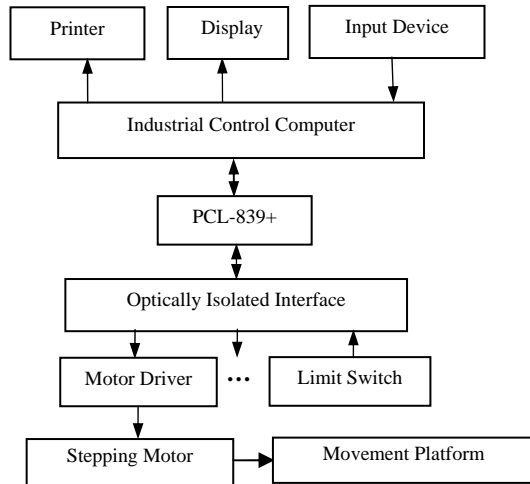 Printer
Display
Input Device
Industrial Control Computer
PCL-839+
Optically Isolated Interface
Motor Driver
...
Limit Switch
Stepping Motor
Movement Platform